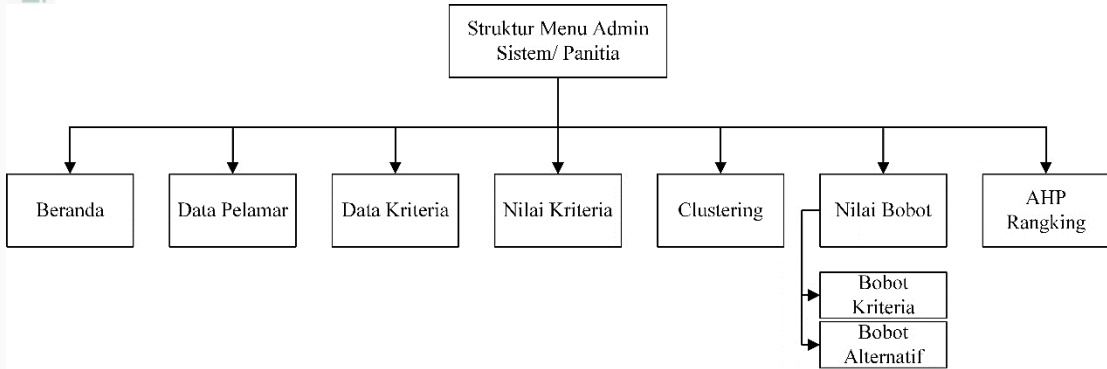 Struktur Menu Admin
Sistem/ Panitia
Beranda
Data Pelamar
Data Kriteria
Nilai Kriteria
Clustering
Nilai Bobot
AHP
Rangking
Bobot
Kriteria
Bobot
Alternatif